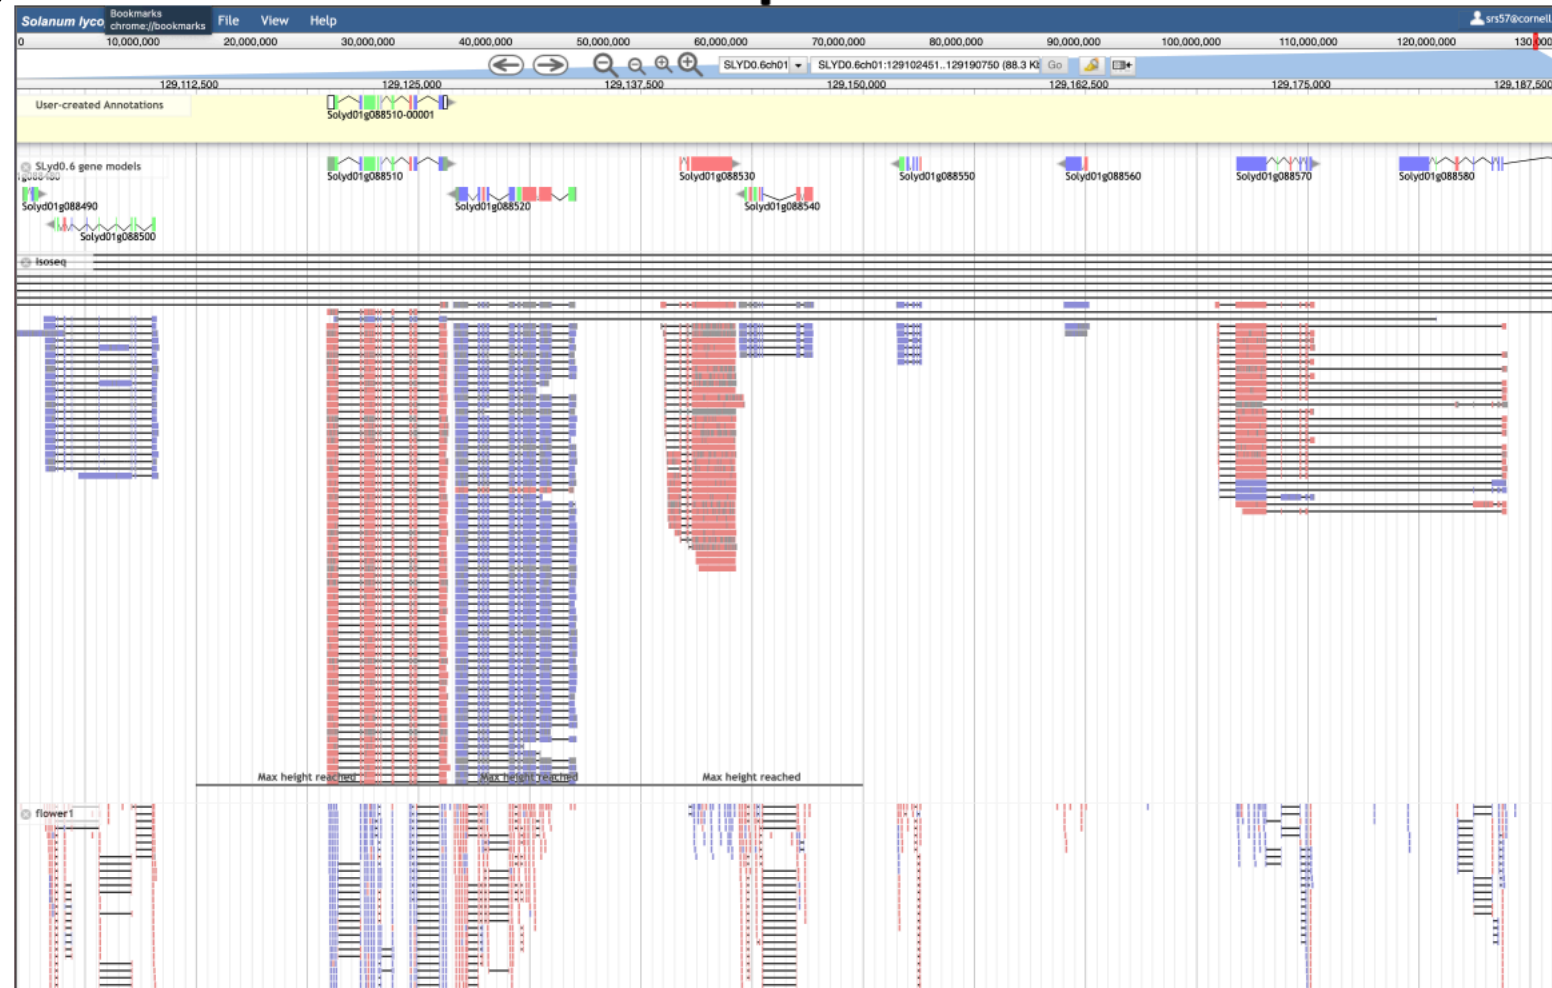 Solanum lyco
Bookmarks
chrome://bookmarks
File View Help
srs57@cornell
0 10,000,000 20,000,000 30,000,000 40,000,000 50,000,000 60,000,000 70,000,000 80,000,000 90,000,000 100,000,000 110,000,000 120,000,000 130,000
SLYD0.6ch01 SLYD0.6ch01:129102451..129190750 (88.3 Kb Go
129,112,500 129,125,000 129,137,500 129,150,000 129,162,500 129,175,000 129,187,500
User-created Annotations
Solyd01g088510-00001
SLyd0.6 gene models
Solyd01g088510 Solyd01g088530 Solyd01g088550 Solyd01g088560 Solyd01g088570 Solyd01g088580
1g088480
Solyd01g088490 Solyd01g088520 Solyd01g088540
Solyd01g088500
Isoseq
Max height reached Max height reached Max height reached
flower1